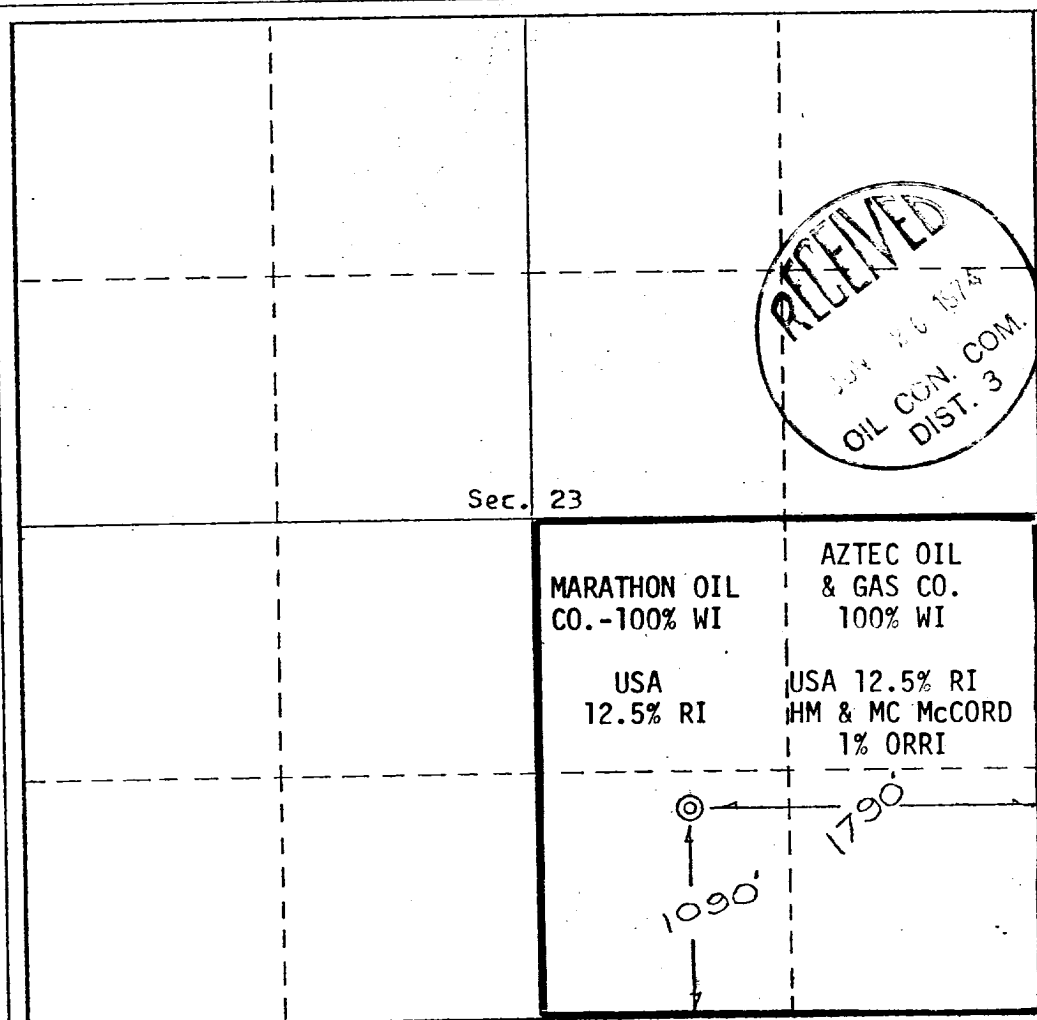 RECEIVED
OIL CON. COM.
DIST. 3
Sec. 23
MARATHON OIL
CO.-100% WI
USA
12.5% RI
AZTEC OIL
& GAS CO.
100% WI
USA 12.5% RI
HM & MC McCORD
1% ORRI
1790'
1090'